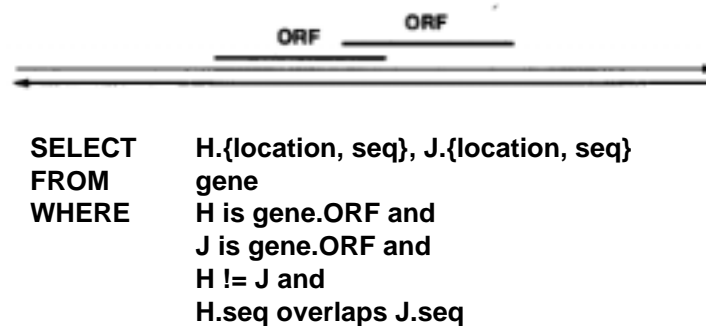 ORF
ORF
SELECT H.{location, seq}, J.{location, seq}
FROM gene
WHERE H is gene.ORF and
J is gene.ORF and
H != J and
H.seq overlaps J.seq